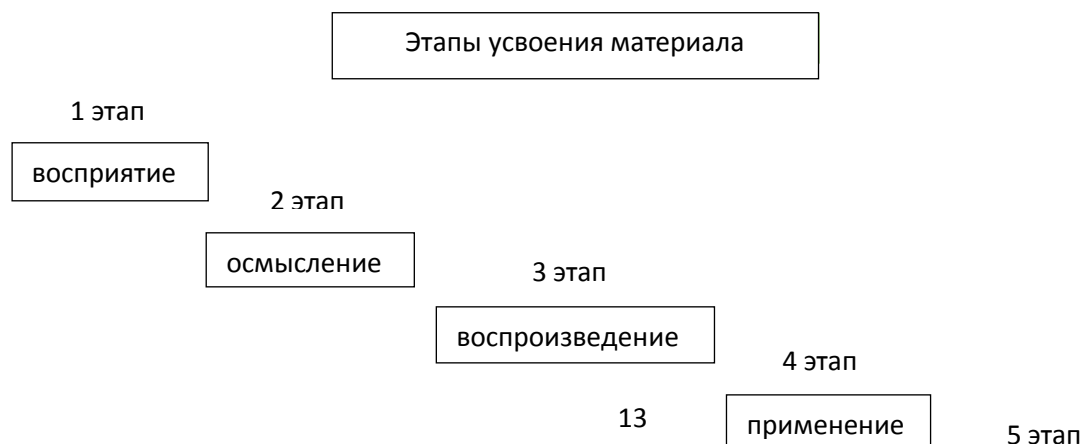 Этапы усвоения материала
1 этап
восприятие
2 этап
осмысление
3 этап
воспроизведение
4 этап
13
применение
5 этап